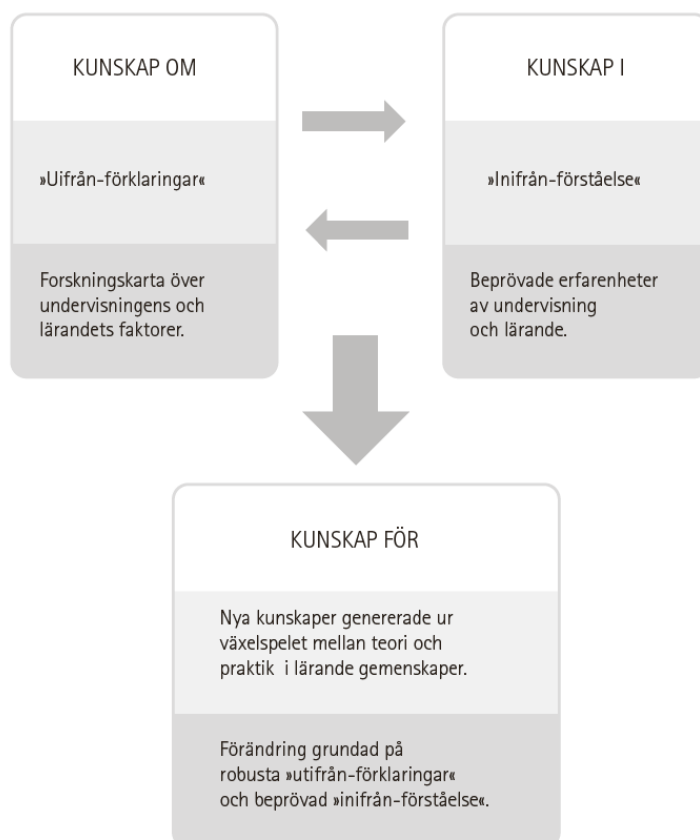 KUNSKAP OM
»Uifrån-förklaringar«
Forskningskarta över
undervisningens och
lärandets faktorer.
KUNSKAP I
»Inifrån-förståelse«
Beprövade erfarenheter
av undervisning
och lärande.
KUNSKAP FÖR
Nya kunskaper genererade ur
växelspelet mellan teori och
praktik i lärande gemenskaper.
Förändring grundad på
robusta »utifrån-förklaringar«
och beprövad »inifrån-förståelse«.